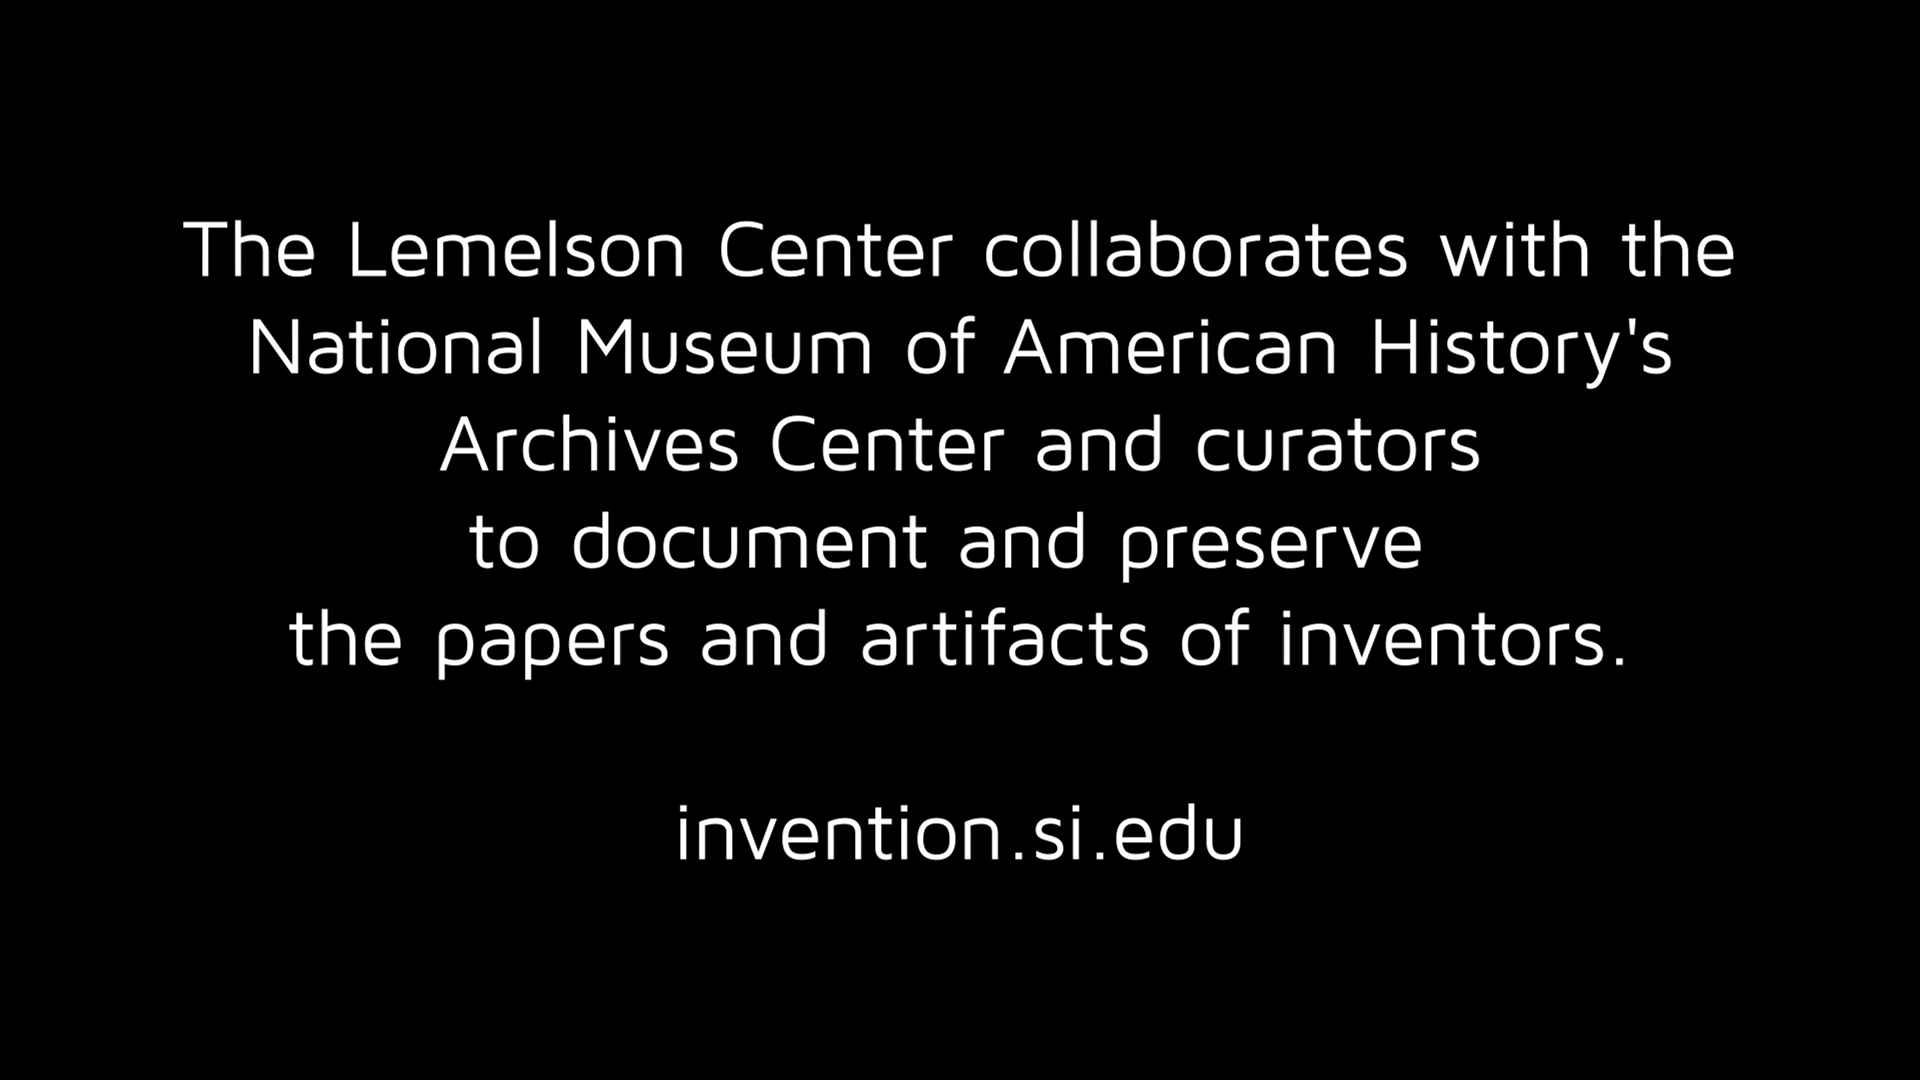 The Lemelson Center collaborates with the
National Museum of American History's
Archives Center and curators
to document and preserve
the papers and artifacts of inventors.
invention.si.edu